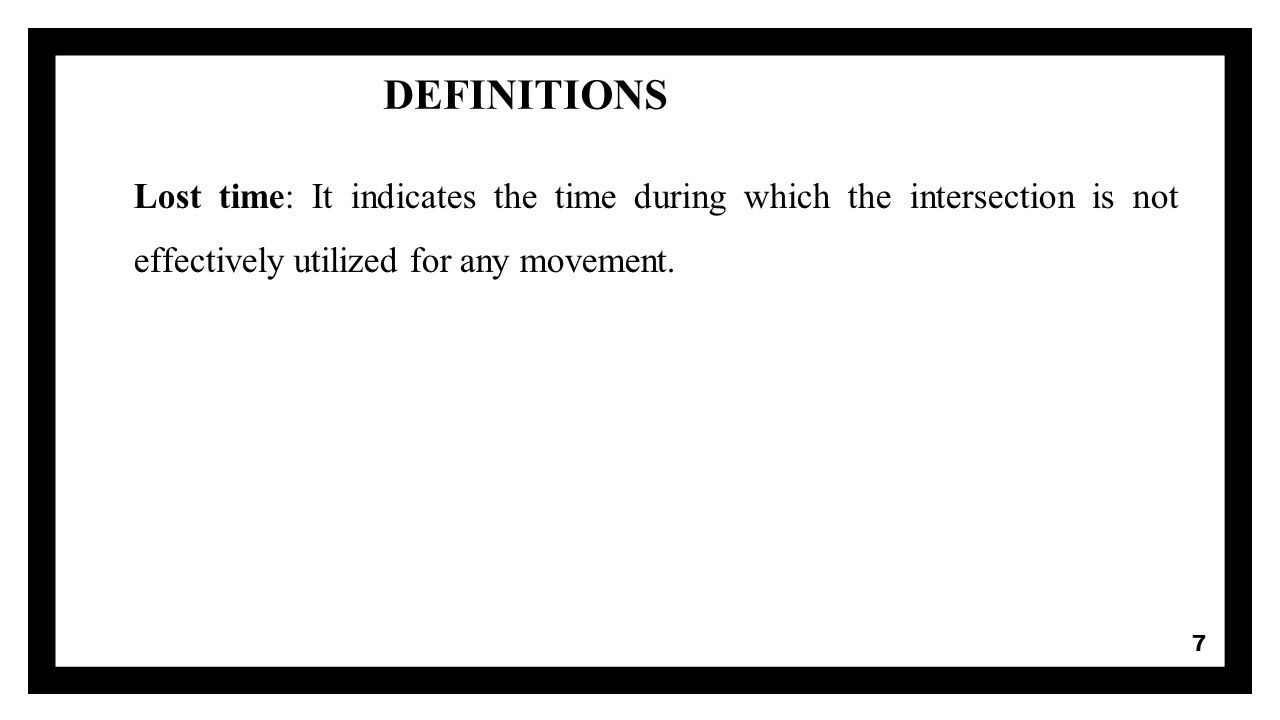 DEFINITIONS
Lost time: It indicates the time during which the intersection is not
effectively utilized for any movement.
7